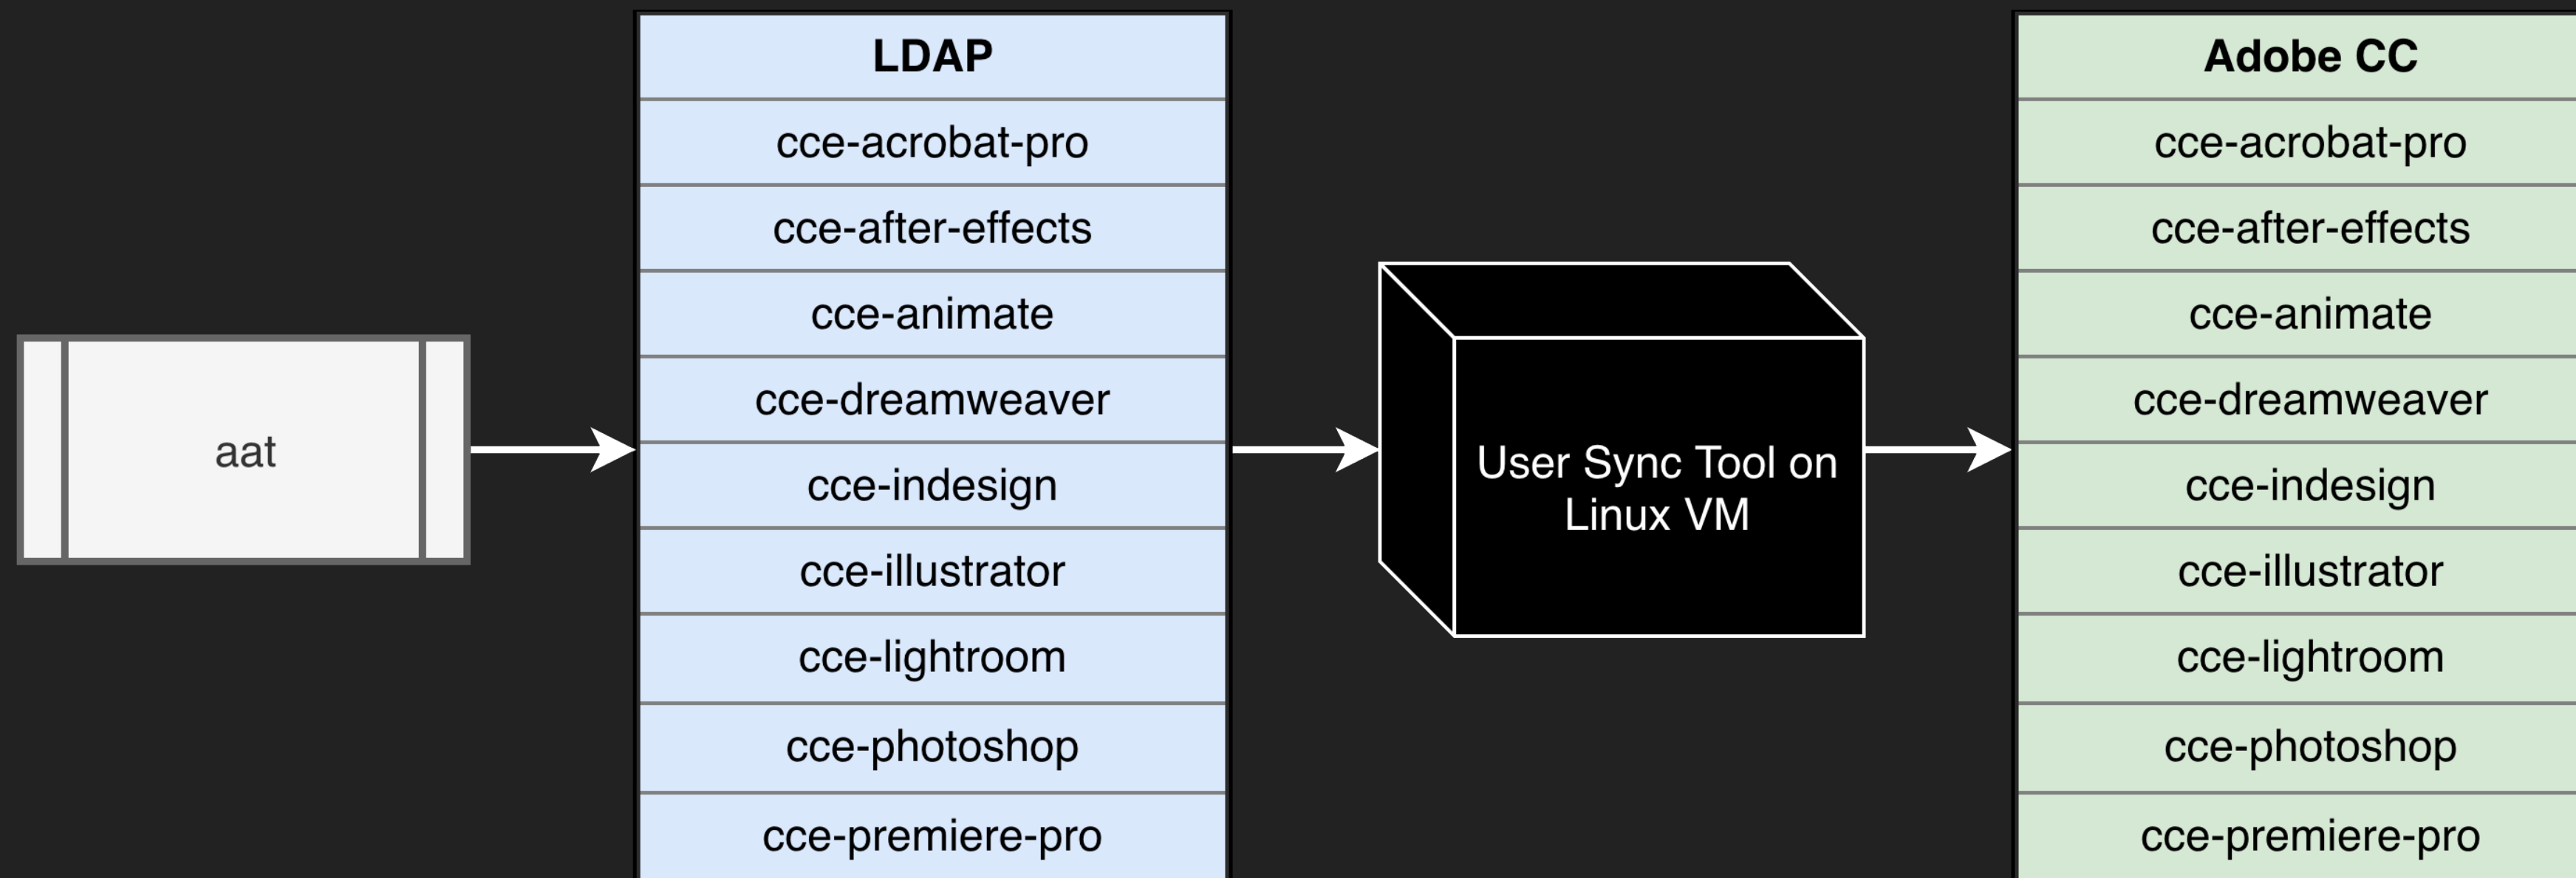 aat
LDAP
cce-acrobat-pro
cce-after-effects
cce-animate
cce-dreamweaver
cce-indesign
cce-illustrator
cce-lightroom
cce-photoshop
cce-premiere-pro
User Sync Tool on
Linux VM
Adobe CC
cce-acrobat-pro
cce-after-effects
cce-animate
cce-dreamweaver
cce-indesign
cce-illustrator
cce-lightroom
cce-photoshop
cce-premiere-pro